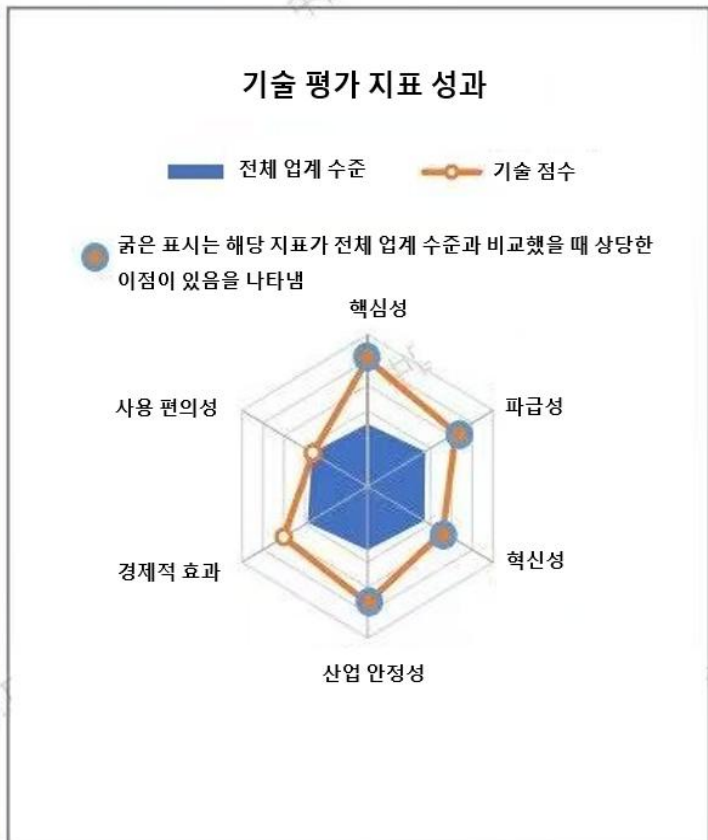 기술 평가 지표 성과
전체 업계 수준
기술 점수
굵은 표시는 해당 지표가 전체 업계 수준과 비교했을 때 상당한
이점이 있음을 나타냄
핵심성
사용 편의성
파급성
경제적 효과
혁신성
산업 안정성